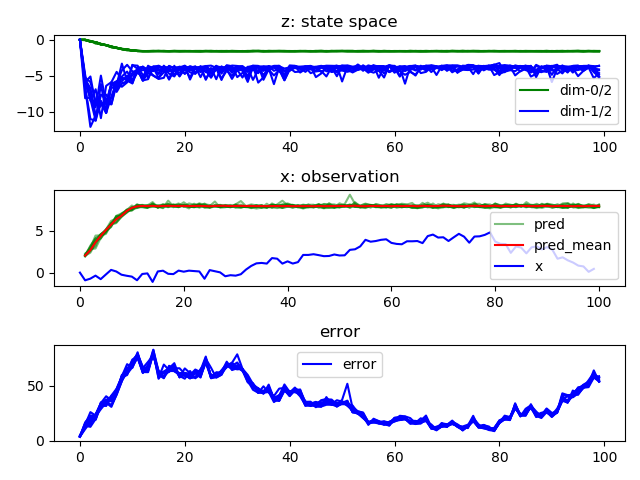 z: state space
0
−5
−10
dim-0/2
dim-1/2
0 20 40 60 80 100
x: observation
5
0
pred
pred_mean
x
0 20 40 60 80 100
error
50
0
error
0 20 40 60 80 100